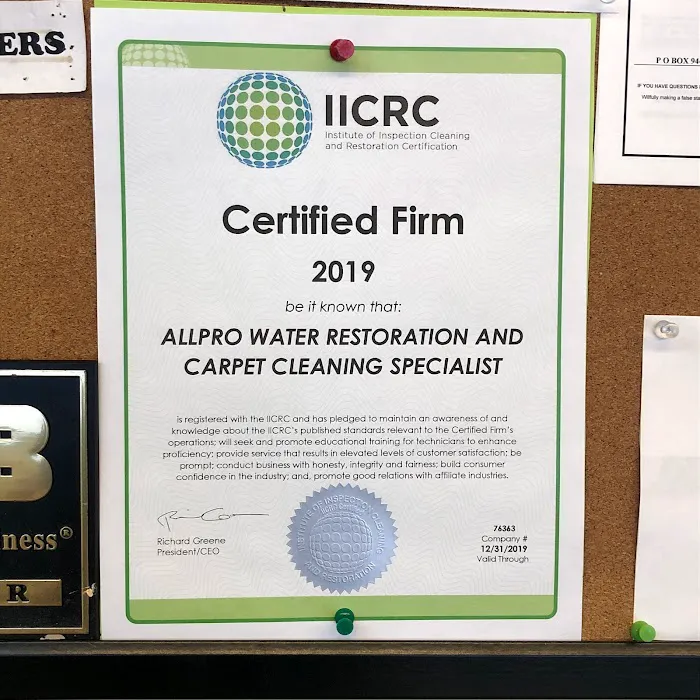 ERS.
IICRC
Institute of Inspection Cleaning
and Restoration Certification
Certified Firm
2019
be it known that:
ALLPRO WATER RESTORATION AND
CARPET CLEANING SPECIALIST
is registered with the IICRC and has pledged to maintain an awareness of and
knowledge about the IICRC's published standards relevant to the Certified Firm's
operations; will seek and promote educational training for technicians to enhance
proficiency; provide service that results in elevated levels of customer satisfaction; be
prompt; conduct business with honesty, integrity and fairness; build consumer
confidence in the industry; and, promote good relations with affiliate industries.
Richard Greene
President/CEO
INSTITUTE OF INSPECTION CLEANING
AND RESTORATION
76363
Company #
12/31/2019
Valid Through
P O BOX 94
IF YOU HAVE QUESTIONS
Willfully making a false sta
B
ness®
R